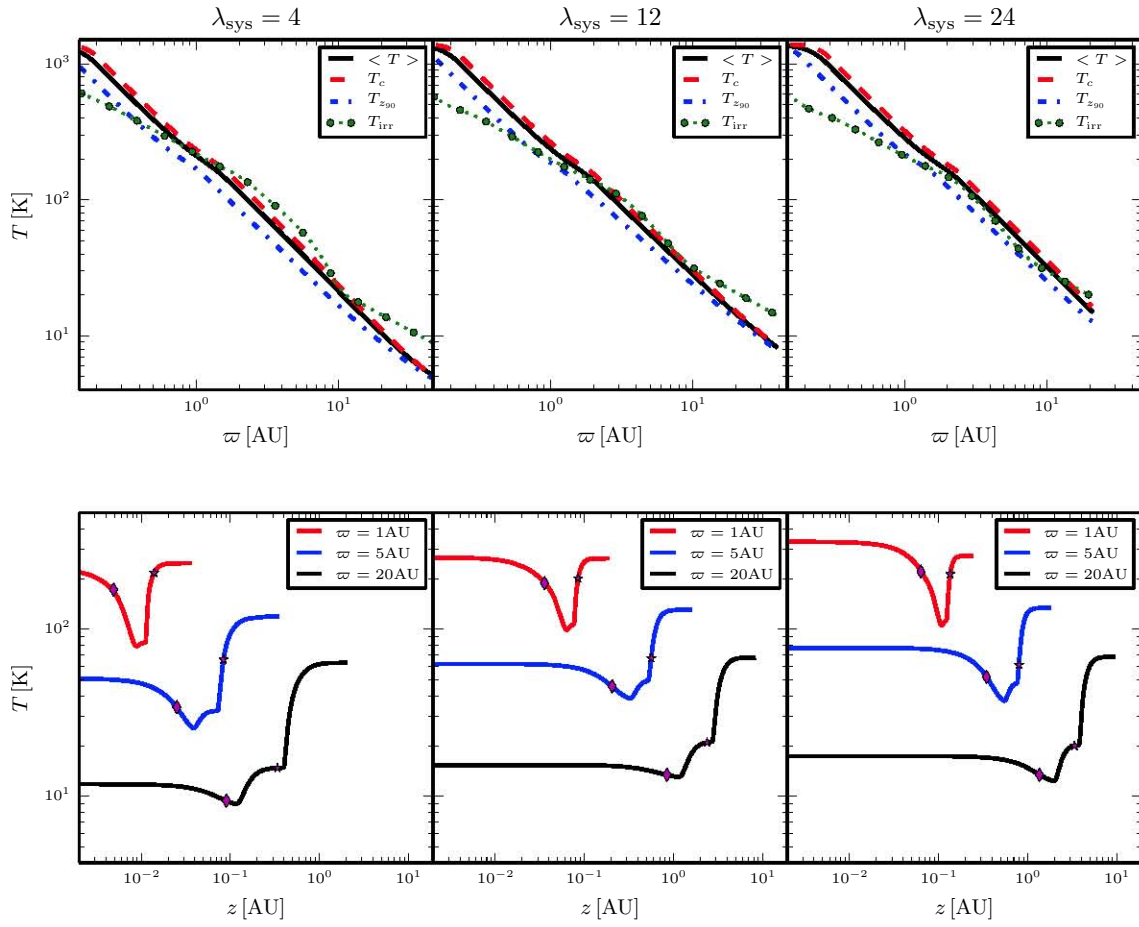 λsys = 4 λsys = 12 λsys = 24
10³
10²
10¹
T [K]
< T >
Tc
Tz90
Tirr
< T >
Tc
Tz90
Tirr
< T >
Tc
Tz90
Tirr
10⁰ 10¹ 10⁰ 10¹ 10⁰ 10¹
ϖ [AU] ϖ [AU] ϖ [AU]
10²
10¹
T [K]
ϖ = 1AU
ϖ = 5AU
ϖ = 20AU
ϖ = 1AU
ϖ = 5AU
ϖ = 20AU
ϖ = 1AU
ϖ = 5AU
ϖ = 20AU
10⁻² 10⁻¹ 10⁰ 10¹ 10⁻² 10⁻¹ 10⁰ 10¹ 10⁻² 10⁻¹ 10⁰ 10¹
z [AU] z [AU] z [AU]